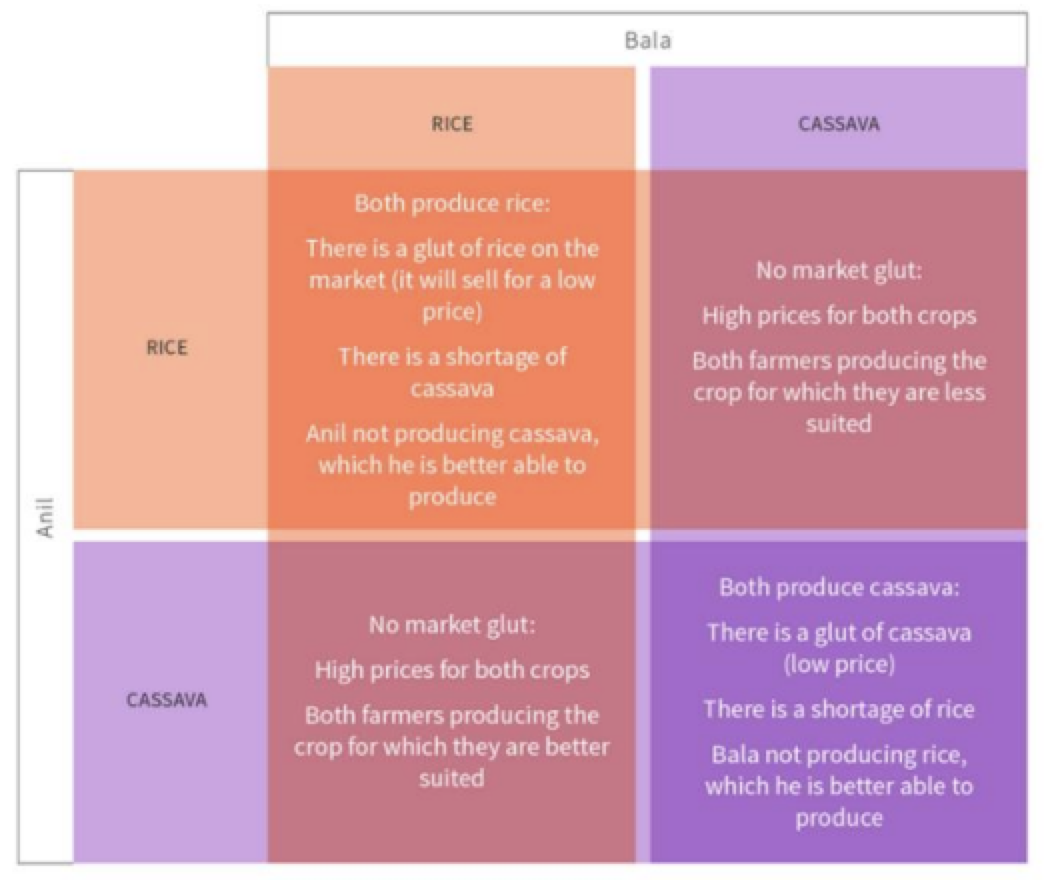 Bala
RICE
CASSAVA
Anil
RICE
Both produce rice:
There is a glut of rice on the
market (it will sell for a low
price)
There is a shortage of
cassava
Anil not producing cassava,
which he is better able to
produce
No market glut:
High prices for both crops
Both farmers producing the
crop for which they are less
suited
CASSAVA
No market glut:
High prices for both crops
Both farmers producing the
crop for which they are better
suited
Both produce cassava:
There is a glut of cassava
(low price)
There is a shortage of rice
Bala not producing rice,
which he is better able to
produce